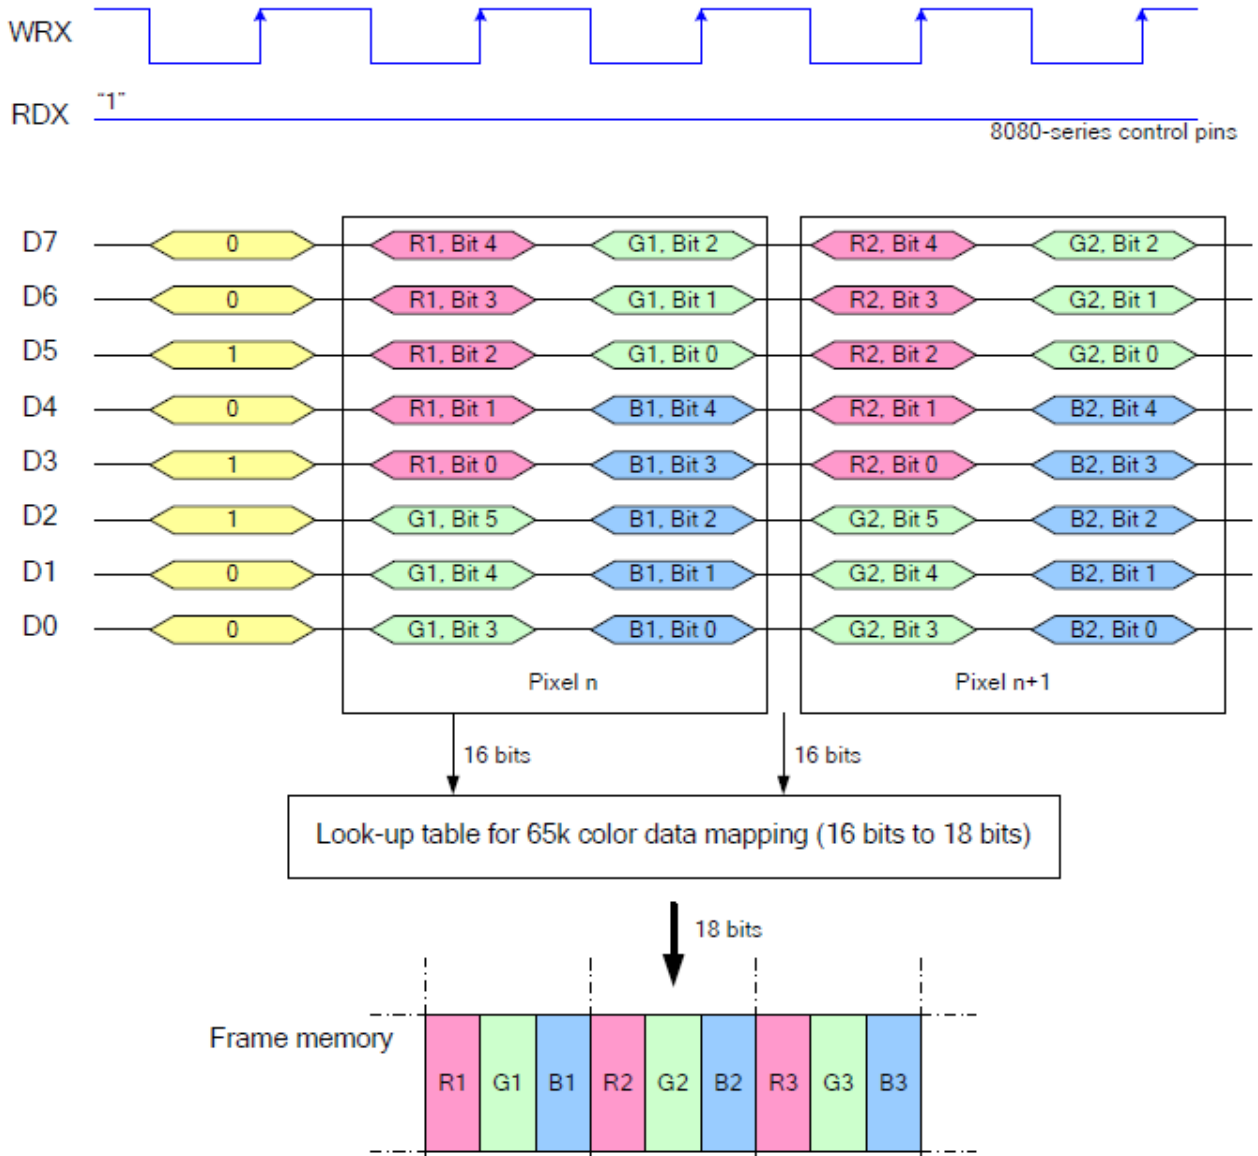 WRX
"1"
RDX
8080-series control pins
D7 0 R1, Bit 4 G1, Bit 2 R2, Bit 4 G2, Bit 2
D6 0 R1, Bit 3 G1, Bit 1 R2, Bit 3 G2, Bit 1
D5 1 R1, Bit 2 G1, Bit 0 R2, Bit 2 G2, Bit 0
D4 0 R1, Bit 1 B1, Bit 4 R2, Bit 1 B2, Bit 4
D3 1 R1, Bit 0 B1, Bit 3 R2, Bit 0 B2, Bit 3
D2 1 G1, Bit 5 B1, Bit 2 G2, Bit 5 B2, Bit 2
D1 0 G1, Bit 4 B1, Bit 1 G2, Bit 4 B2, Bit 1
D0 0 G1, Bit 3 B1, Bit 0 G2, Bit 3 B2, Bit 0
Pixel n Pixel n+1
16 bits 16 bits
Look-up table for 65k color data mapping (16 bits to 18 bits)
18 bits
Frame memory
R1 G1 B1 R2 G2 B2 R3 G3 B3